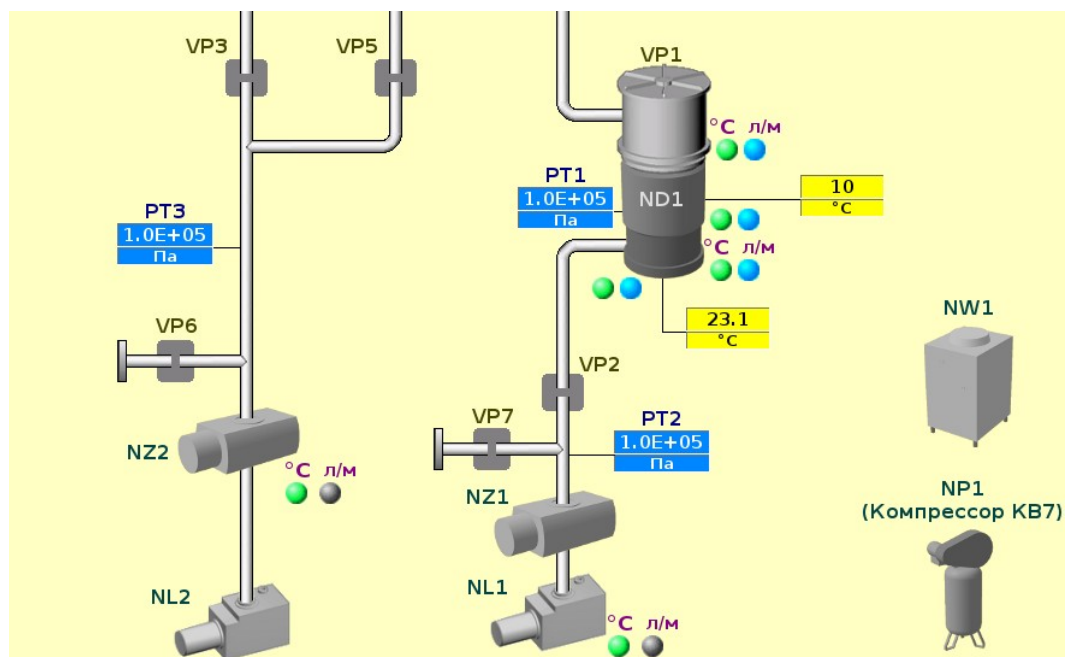 VP3
VP5
VP1
°C л/м
PT1
1.0E+05
Па
ND1
10
°C
PT3
1.0E+05
Па
°C л/м
23.1
°C
VP6
NW1
VP2
VP7
PT2
1.0E+05
Па
NZ2
°C л/м
NZ1
NP1
(Компрессор КВ7)
NL2
NL1
°C л/м